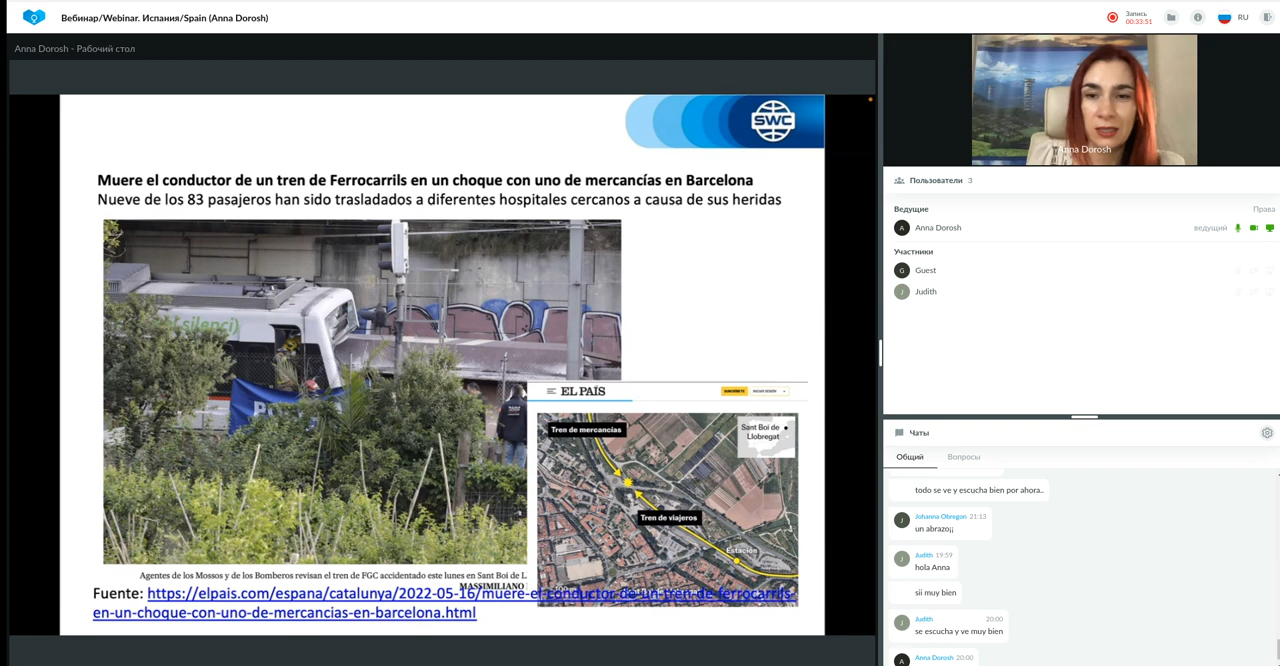 Вебинар/Webinar. Испания/Spain (Anna Dorosh)
Запись
00:33:51
RU
Anna Dorosh - Рабочий стол
SWC
Muere el conductor de un tren de Ferrocarrils en un choque con uno de mercancías en Barcelona
Nueve de los 83 pasajeros han sido trasladados a diferentes hospitales cercanos a causa de sus heridas
silenci)
EL PAÍS
SUSCRÍBETE
INICIAR SESIÓN
Tren de mercancías
Sant Boi de
Llobregat
Tren de viajeros
Estación
Agentes de los Mossos y de los Bomberos revisan el tren de FGC accidentado este lunes en Sant Boi de L
MASSIMILIANO
Fuente: https://elpais.com/espana/catalunya/2022-05-16/muere-el-conductor-de-un-tren-de-ferrocarrils-
en-un-choque-con-uno-de-mercancias-en-barcelona.html
Anna Dorosh
Пользователи 3
Ведущие
Права
A
Anna Dorosh
ведущий
Участники
G
Guest
J
Judith
Чаты
Общий
Вопросы
todo se ve y escucha bien por ahora..
J
Johanna Obregon 21:13
un abrazo¡¡
J
Judith 19:59
hola Anna
sii muy bien
J
Judith 20:00
se escucha y ve muy bien
A
Anna Dorosh 20:00